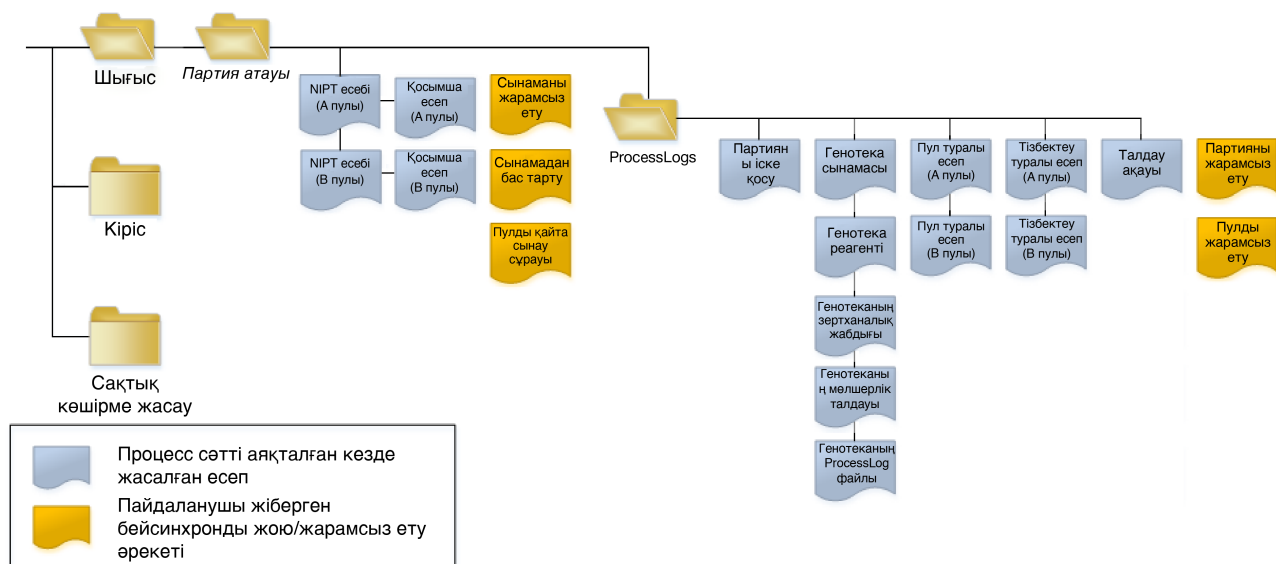 Шығыс
Партия атауы
NIPT есебі
(А пулы)
Қосымша
есеп
(А пулы)
Сынаманы
жарамсыз
ету
NIPT есебі
(В пулы)
Қосымша
есеп
(В пулы)
Сынамадан
бас тарту
Пулды қайта
сынау
сұрауы
ProcessLogs
Партиян
ы іске
қосу
Генотека
сынамасы
Пул туралы
есеп
(А пулы)
Тізбектеу
туралы есеп
(А пулы)
Талдау
ақауы
Партияны
жарамсыз
ету
Генотека
реагенті
Пул туралы
есеп
(В пулы)
Тізбектеу
туралы есеп
(В пулы)
Пулды
жарамсыз
ету
Генотеканың
зертханалық
жабдығы
Генотеканы
ң мөлшерлік
талдауы
Генотеканың
ProcessLog
файлы
Кіріс
Сақтық
көшірме жасау
Процесс сәтті аяқталған кезде
жасалған есеп
Пайдаланушы жіберген
бейсинхронды жою/жарамсыз ету
әрекеті